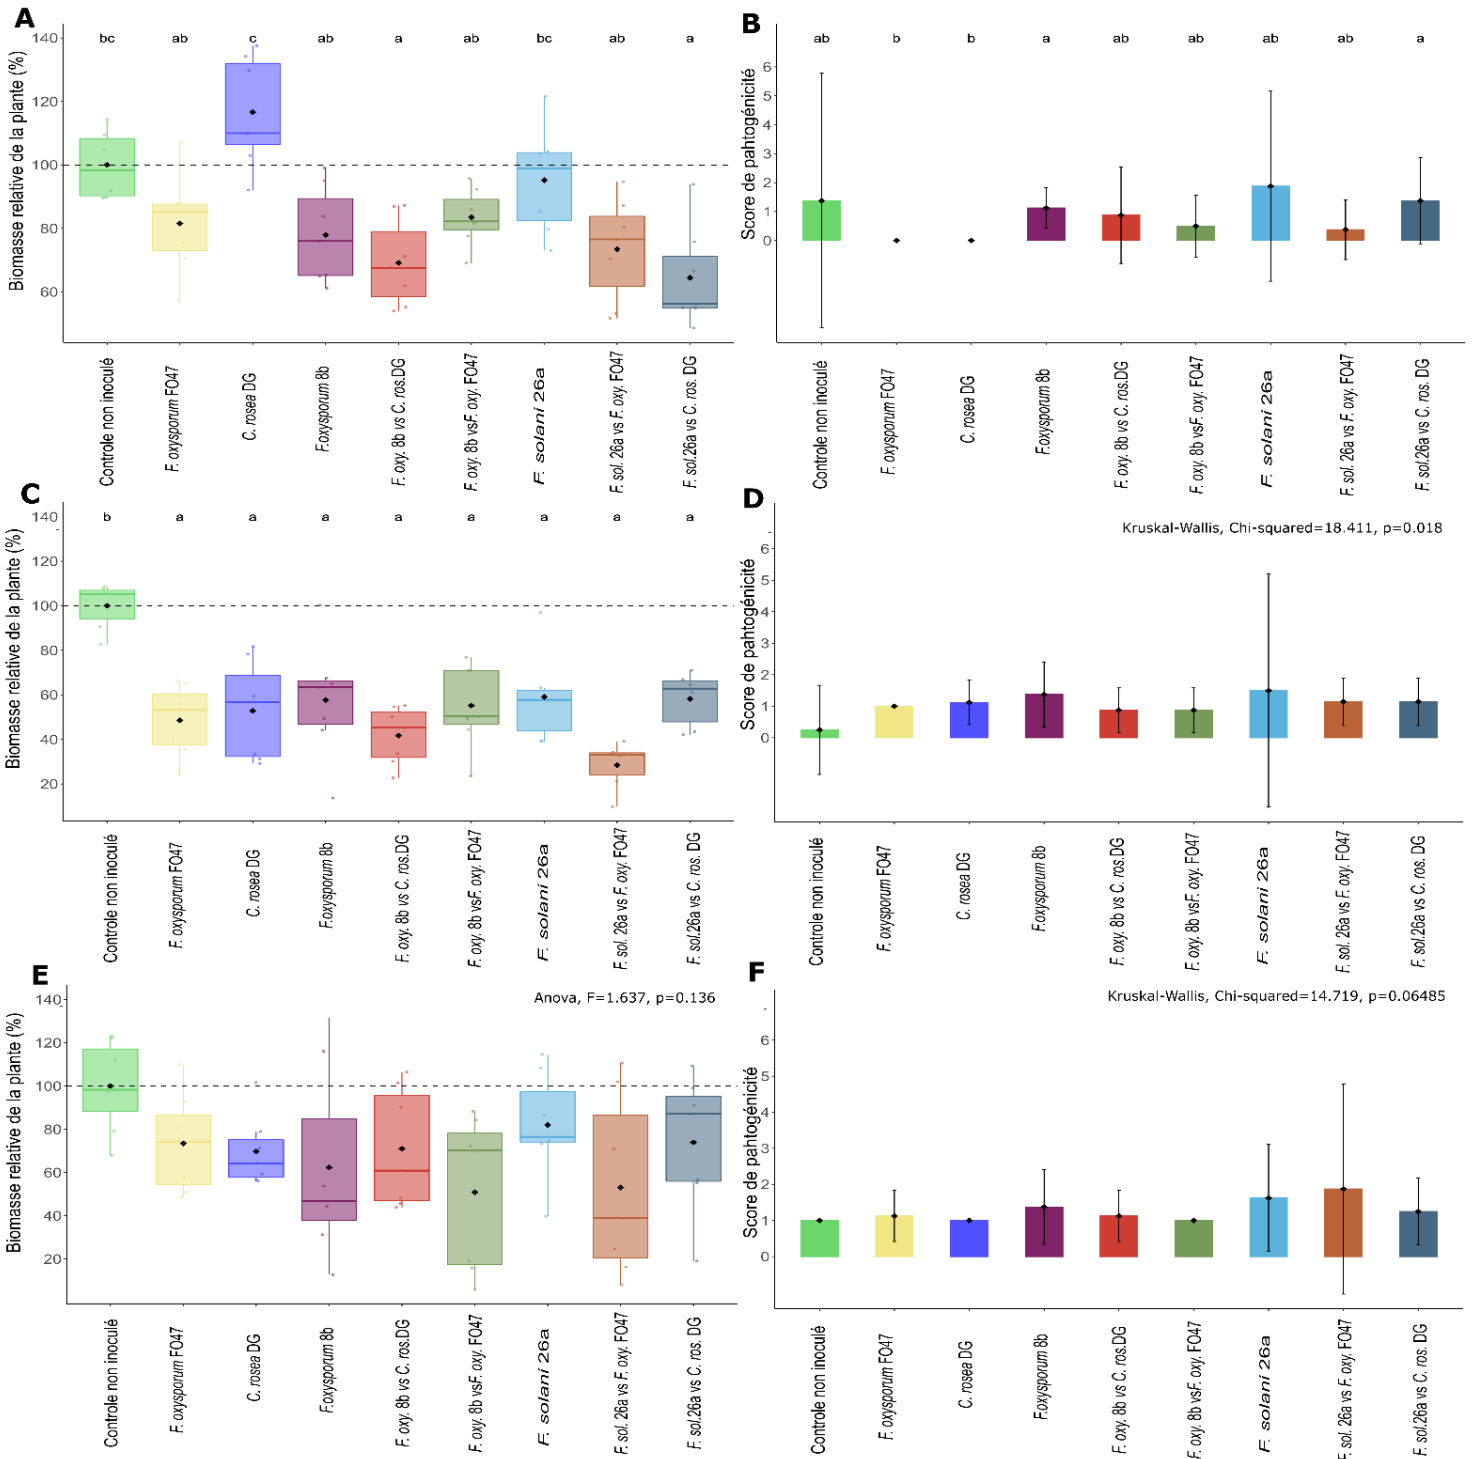 A
Biomasse relative de la plante (%)
140
120
100
80
60
bc ab c ab a ab bc ab a
Controle non inoculé
F. oxysporum FO47
C. rosea DG
F.oxysporum 8b
F. oxy. 8b vs C. ros.DG
F. oxy. 8b vsF. oxy. FO47
F. solani 26a
F. sol. 26a vs F. oxy. FO47
F. sol.26a vs C. ros. DG
B
Score de pahtogénicité
6
5
4
3
2
1
0
ab b b a ab ab ab ab a
Controle non inoculé
F. oxysporum FO47
C. rosea DG
F.oxysporum 8b
F. oxy. 8b vs C. ros.DG
F. oxy. 8b vsF. oxy. FO47
F. solani 26a
F. sol. 26a vs F. oxy. FO47
F. sol.26a vs C. ros. DG
C
Biomasse relative de la plante (%)
140
120
100
80
60
40
20
b a a a a a a a a
Controle non inoculé
F. oxysporum FO47
C. rosea DG
F.oxysporum 8b
F. oxy. 8b vs C. ros.DG
F. oxy. 8b vsF. oxy. FO47
F. solani 26a
F. sol. 26a vs F. oxy. FO47
F. sol.26a vs C. ros. DG
D
Kruskal-Wallis, Chi-squared=18.411, p=0.018
Score de pahtogénicité
6
5
4
3
2
1
0
Controle non inoculé
F. oxysporum FO47
C. rosea DG
F.oxysporum 8b
F. oxy. 8b vs C. ros.DG
F. oxy. 8b vsF. oxy. FO47
F. solani 26a
F. sol. 26a vs F. oxy. FO47
F. sol.26a vs C. ros. DG
E
Anova, F=1.637, p=0.136
Biomasse relative de la plante (%)
140
120
100
80
60
40
20
Controle non inoculé
F. oxysporum FO47
C. rosea DG
F.oxysporum 8b
F. oxy. 8b vs C. ros.DG
F. oxy. 8b vsF. oxy. FO47
F. solani 26a
F. sol. 26a vs F. oxy. FO47
F. sol.26a vs C. ros. DG
F
Kruskal-Wallis, Chi-squared=14.719, p=0.06485
Score de pahtogénicité
6
5
4
3
2
1
0
Controle non inoculé
F. oxysporum FO47
C. rosea DG
F.oxysporum 8b
F. oxy. 8b vs C. ros.DG
F. oxy. 8b vsF. oxy. FO47
F. solani 26a
F. sol. 26a vs F. oxy. FO47
F. sol.26a vs C. ros. DG